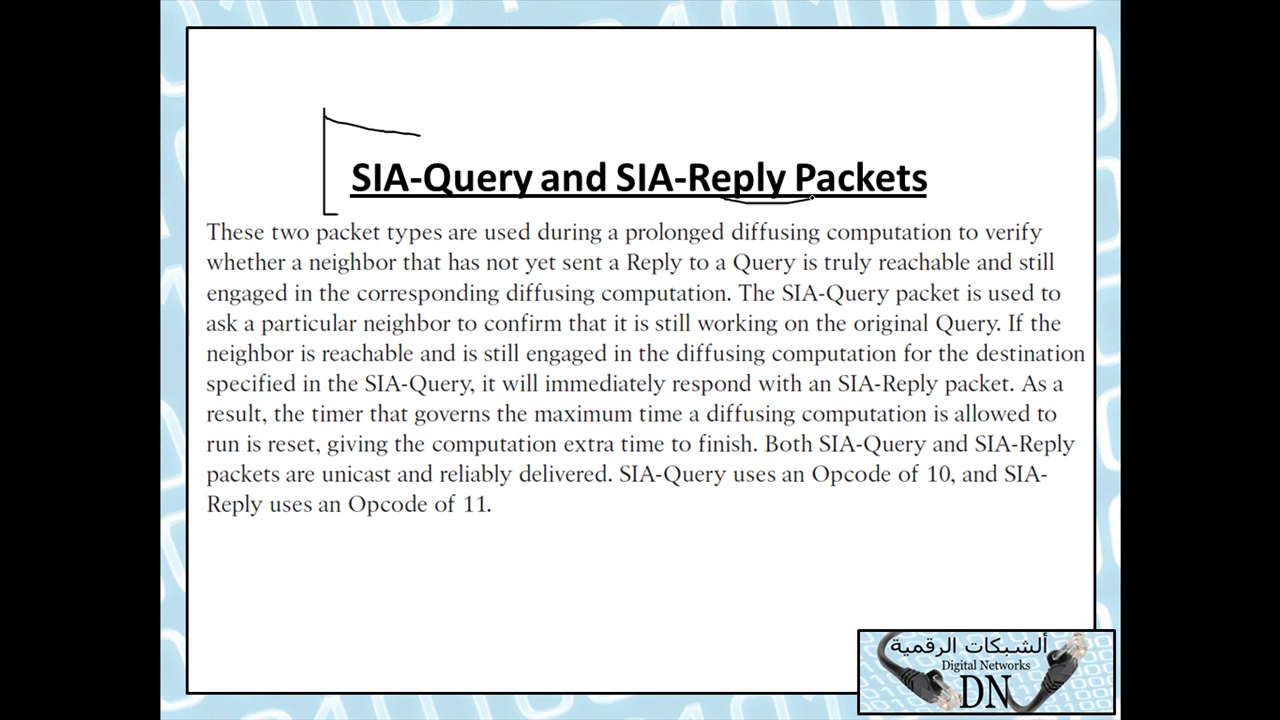 SIA-Query and SIA-Reply Packets
These two packet types are used during a prolonged diffusing computation to verify
whether a neighbor that has not yet sent a Reply to a Query is truly reachable and still
engaged in the corresponding diffusing computation. The SIA-Query packet is used to
ask a particular neighbor to confirm that it is still working on the original Query. If the
neighbor is reachable and is still engaged in the diffusing computation for the destination
specified in the SIA-Query, it will immediately respond with an SIA-Reply packet. As a
result, the timer that governs the maximum time a diffusing computation is allowed to
run is reset, giving the computation extra time to finish. Both SIA-Query and SIA-Reply
packets are unicast and reliably delivered. SIA-Query uses an Opcode of 10, and SIA-
Reply uses an Opcode of 11.
ألشبكات الرقمية
Digital Networks
DN